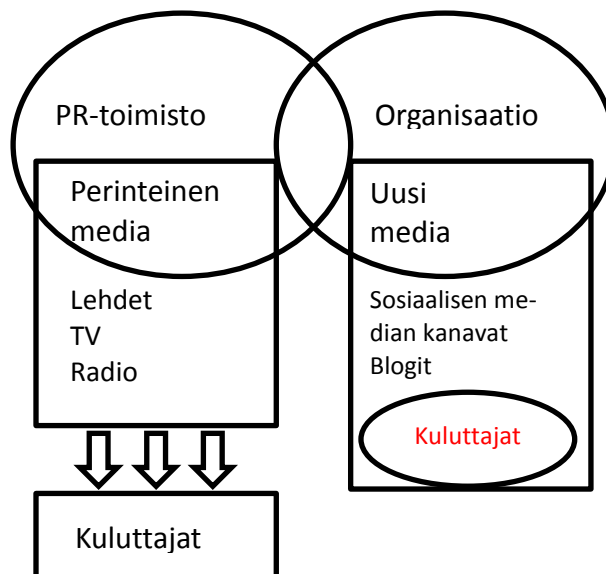 PR-toimisto
Organisaatio
Perinteinen
media
Uusi
media
Lehdet
TV
Radio
Sosiaalisen me-
dian kanavat
Blogit
Kuluttajat
Kuluttajat